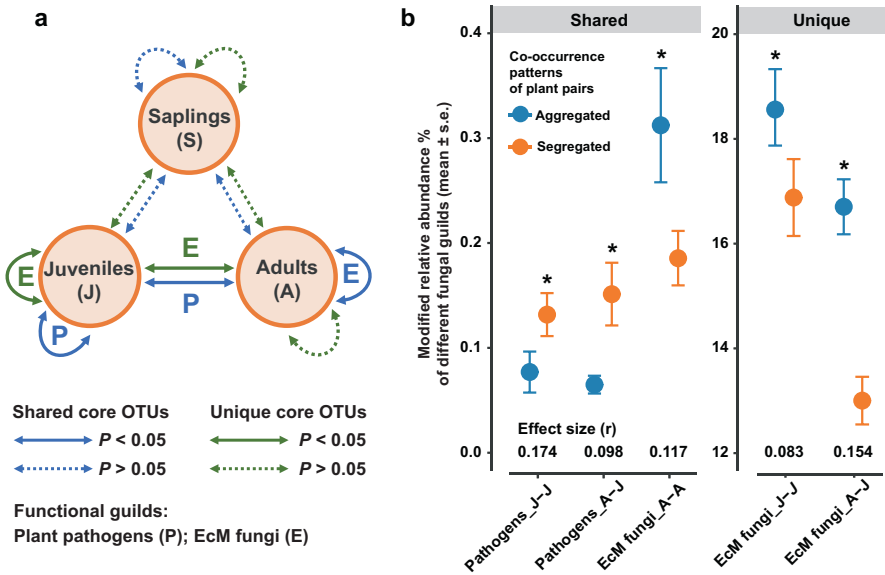 a
Saplings
(S)
Juveniles
(J)
Adults
(A)
E
P
E
E
P
Shared core OTUs
Unique core OTUs
P < 0.05
P < 0.05
P > 0.05
P > 0.05
Functional guilds:
Plant pathogens (P); EcM fungi (E)
b
Shared
Unique
Modified relative abundance %
of different fungal guilds (mean ± s.e.)
0.4
0.3
0.2
0.1
0.0
Co-occurrence
patterns
of plant pairs
Aggregated
Segregated
*
*
*
*
*
Effect size (r)
0.174
0.098
0.117
20
18
16
14
12
0.083
0.154
Pathogens_J−J
Pathogens_A−J
EcM fungi_A−A
EcM fungi_J−J
EcM fungi_A−J